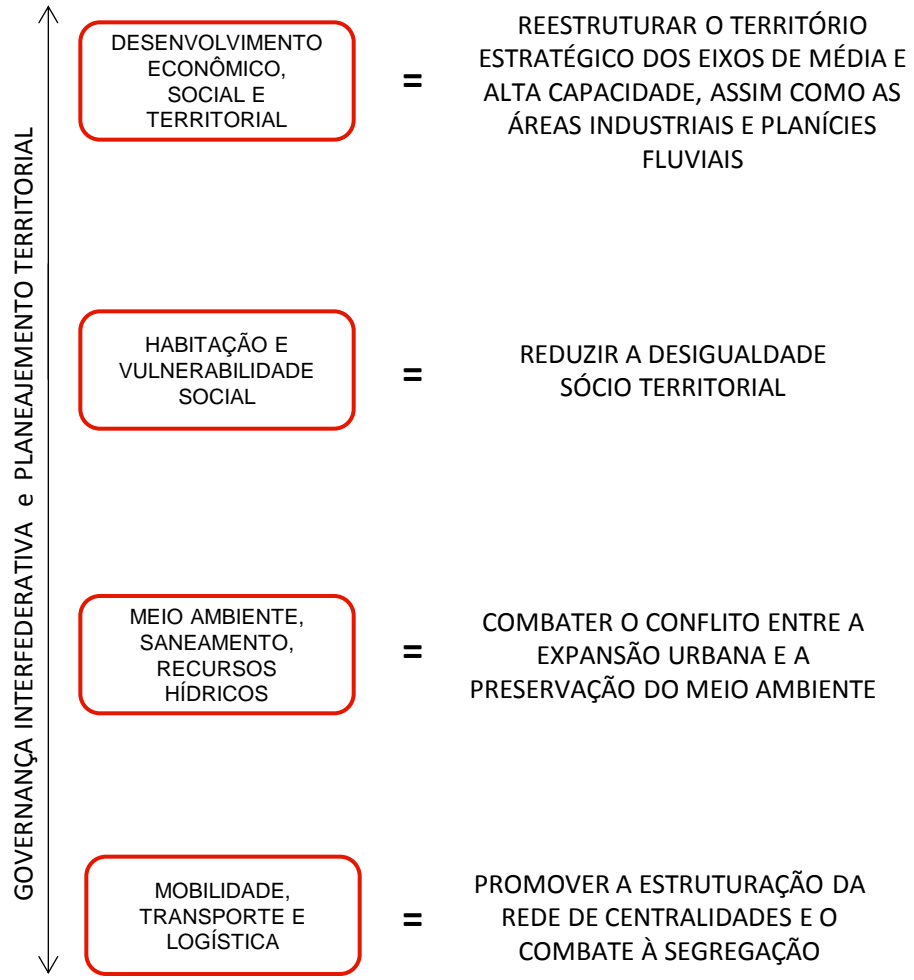 GOVERNANÇA INTERFEDERATIVA e PLANEAJEMENTO TERRITORIAL
DESENVOLVIMENTO
ECONÔMICO,
SOCIAL E
TERRITORIAL
=
REESTRUTURAR O TERRITÓRIO
ESTRATÉGICO DOS EIXOS DE MÉDIA E
ALTA CAPACIDADE, ASSIM COMO AS
ÁREAS INDUSTRIAIS E PLANÍCIES
FLUVIAIS
HABITAÇÃO E
VULNERABILIDADE
SOCIAL
=
REDUZIR A DESIGUALDADE
SÓCIO TERRITORIAL
MEIO AMBIENTE,
SANEAMENTO,
RECURSOS
HÍDRICOS
=
COMBATER O CONFLITO ENTRE A
EXPANSÃO URBANA E A
PRESERVAÇÃO DO MEIO AMBIENTE
MOBILIDADE,
TRANSPORTE E
LOGÍSTICA
=
PROMOVER A ESTRUTURAÇÃO DA
REDE DE CENTRALIDADES E O
COMBATE À SEGREGAÇÃO